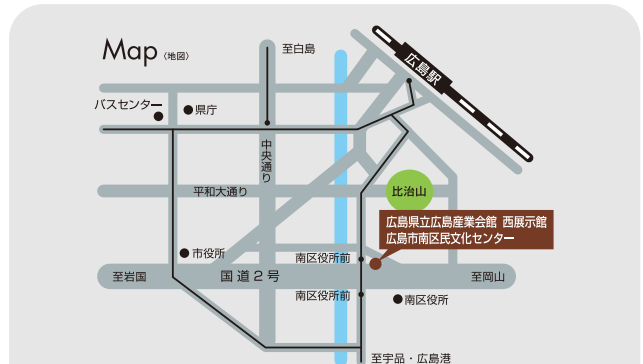 Map〈地図〉
至白島
広島駅
バスセンター
県庁
中央通り
平和大通り
比治山
広島県立広島産業会館 西展示館
広島市南区民文化センター
市役所
南区役所前
至岩国
国道2号
至岡山
南区役所前
南区役所
至宇品・広島港